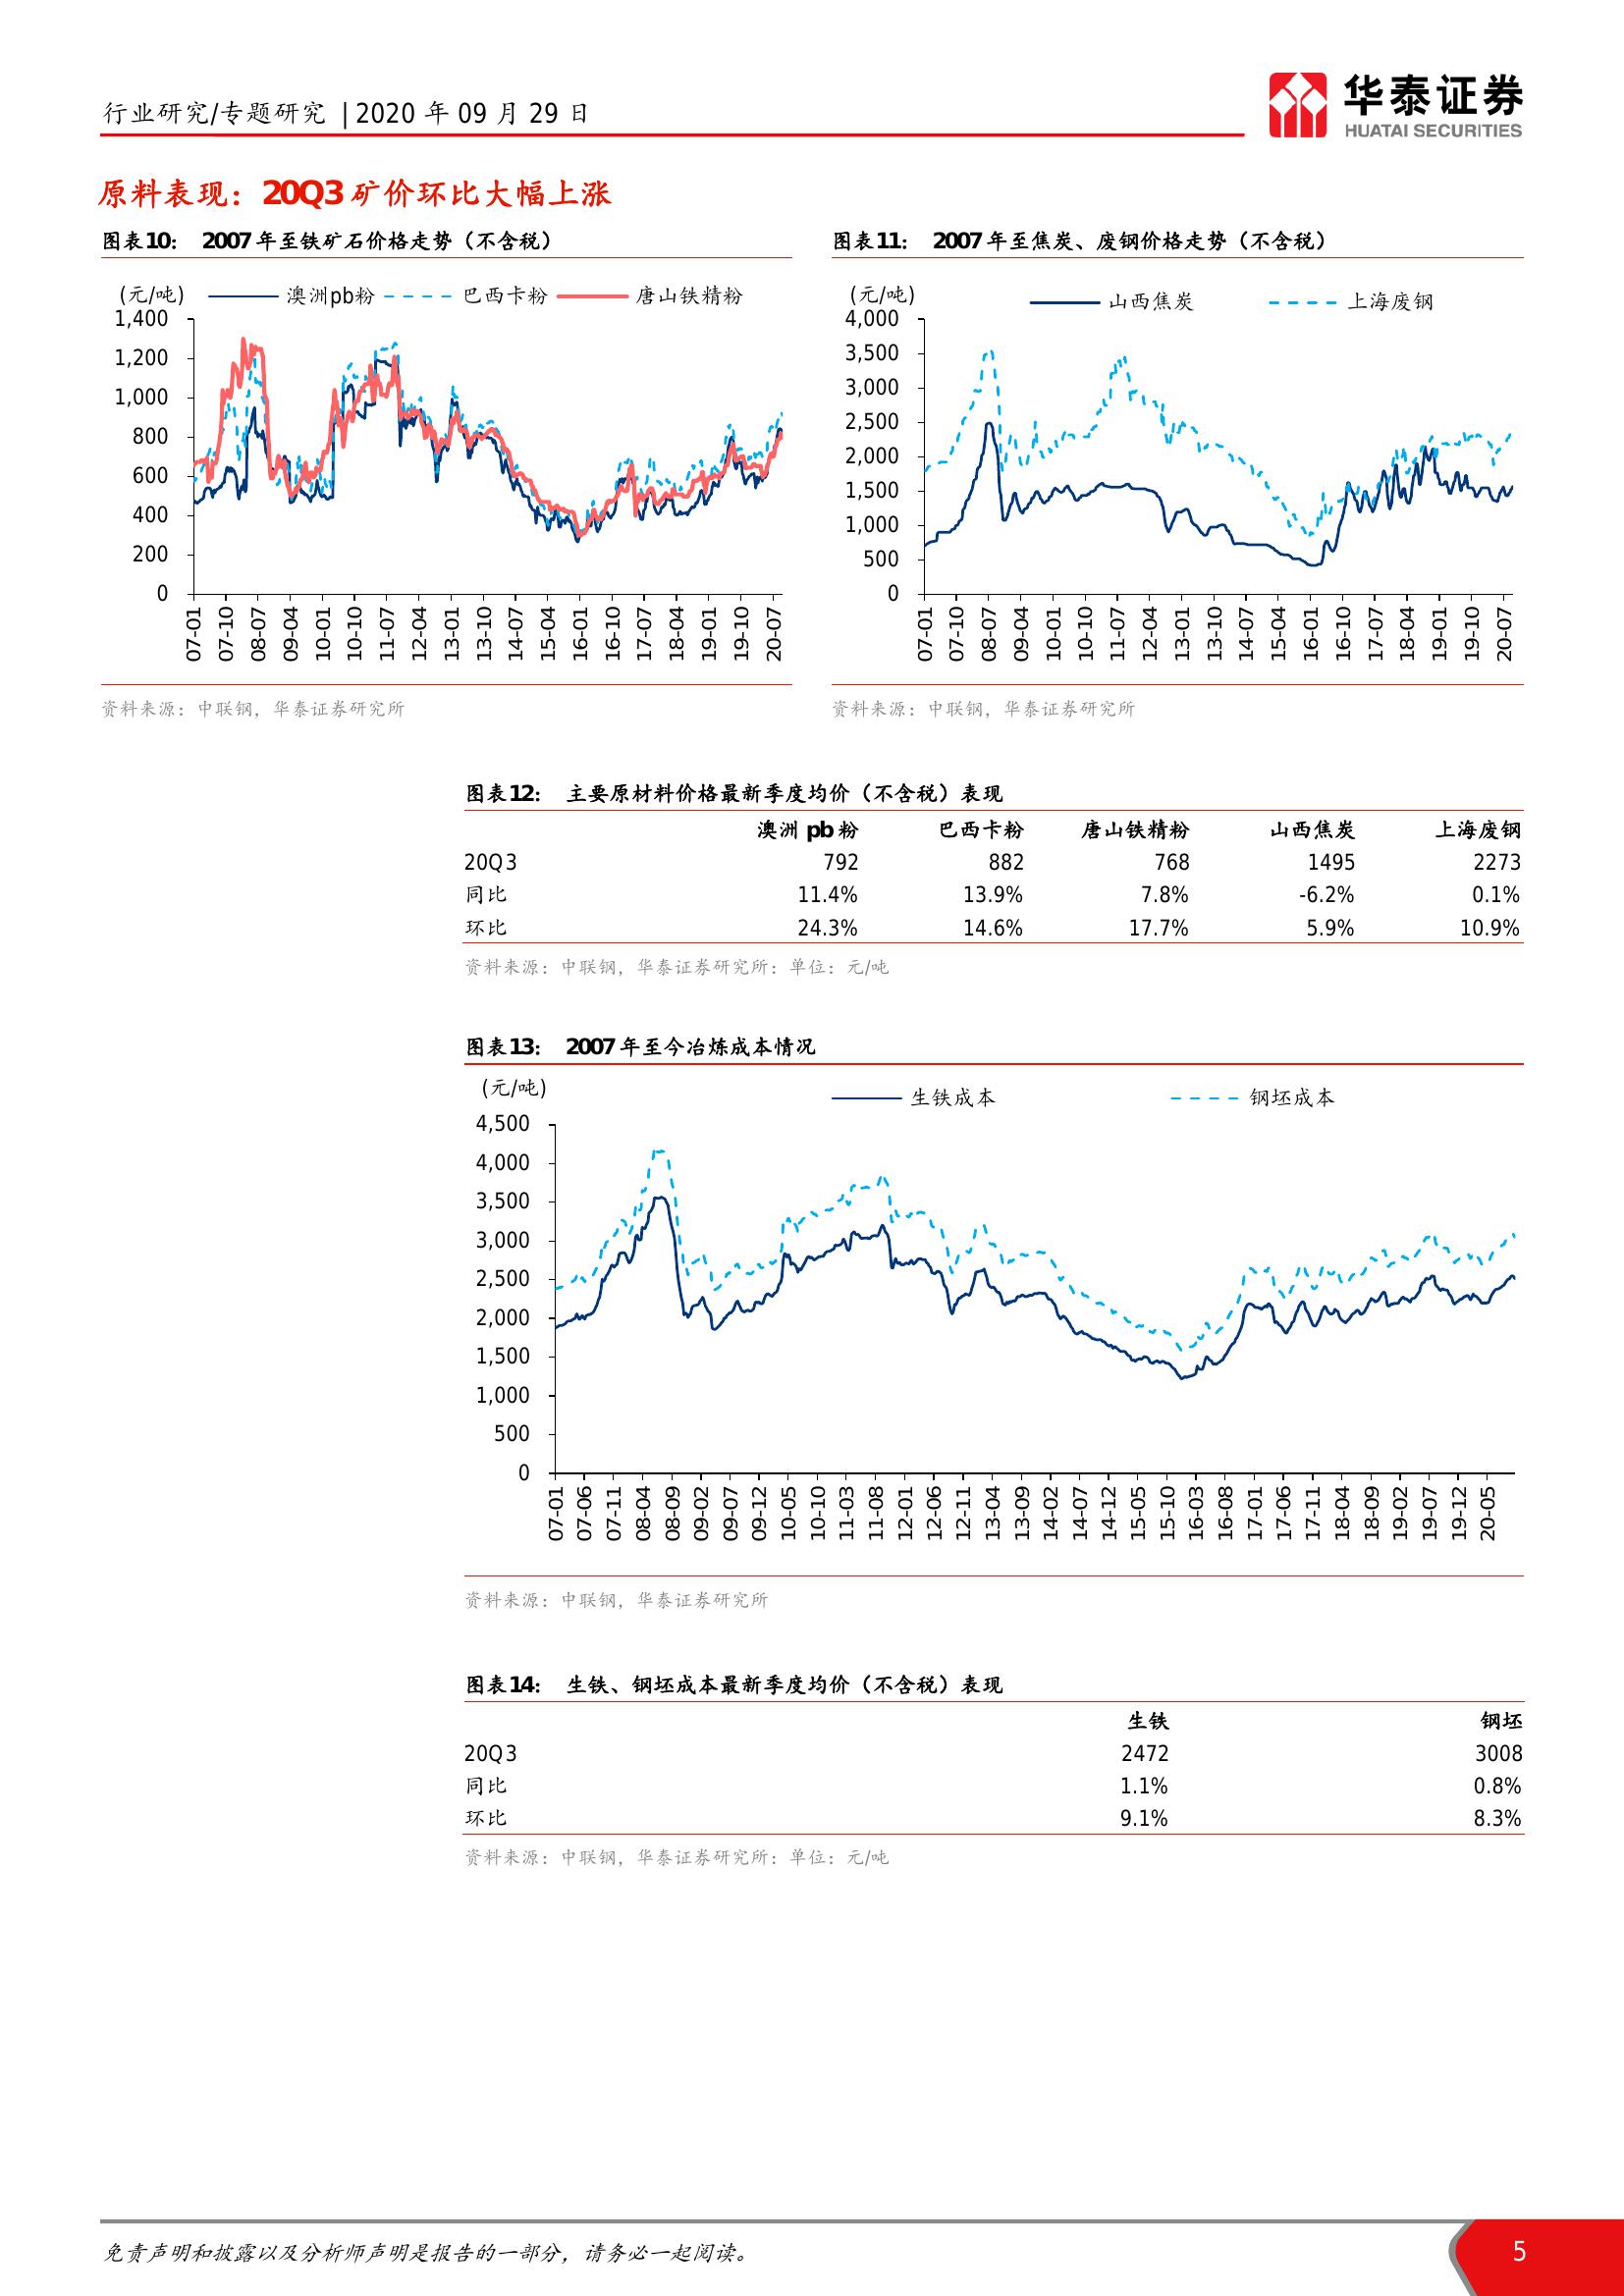 行业研究/专题研究 | 2020 年 09 月 29 日
华泰证券
HUATAI SECURITIES
原料表现：20Q3 矿价环比大幅上涨
图表10： 2007 年至铁矿石价格走势（不含税）
(元/吨) 澳洲pb粉 巴西卡粉 唐山铁精粉
1,400
1,200
1,000
800
600
400
200
0
07-01 07-10 08-07 09-04 10-01 10-10 11-07 12-04 13-01 13-10 14-07 15-04 16-01 16-10 17-07 18-04 19-01 19-10 20-07
资料来源：中联钢，华泰证券研究所
图表11： 2007 年至焦炭、废钢价格走势（不含税）
(元/吨) 山西焦炭 上海废钢
4,000
3,500
3,000
2,500
2,000
1,500
1,000
500
0
07-01 07-10 08-07 09-04 10-01 10-10 11-07 12-04 13-01 13-10 14-07 15-04 16-01 16-10 17-07 18-04 19-01 19-10 20-07
资料来源：中联钢，华泰证券研究所
图表12： 主要原材料价格最新季度均价（不含税）表现
澳洲 pb 粉 巴西卡粉 唐山铁精粉 山西焦炭 上海废钢
20Q3 792 882 768 1495 2273
同比 11.4% 13.9% 7.8% -6.2% 0.1%
环比 24.3% 14.6% 17.7% 5.9% 10.9%
资料来源：中联钢，华泰证券研究所：单位：元/吨
图表13： 2007 年至今冶炼成本情况
(元/吨) 生铁成本 钢坯成本
4,500
4,000
3,500
3,000
2,500
2,000
1,500
1,000
500
0
07-01 07-06 07-11 08-04 08-09 09-02 09-07 09-12 10-05 10-10 11-03 11-08 12-01 12-06 12-11 13-04 13-09 14-02 14-07 14-12 15-05 15-10 16-03 16-08 17-01 17-06 17-11 18-04 18-09 19-02 19-07 19-12 20-05
资料来源：中联钢，华泰证券研究所
图表14： 生铁、钢坯成本最新季度均价（不含税）表现
生铁 钢坯
20Q3 2472 3008
同比 1.1% 0.8%
环比 9.1% 8.3%
资料来源：中联钢，华泰证券研究所：单位：元/吨
免责声明和披露以及分析师声明是报告的一部分，请务必一起阅读。 5